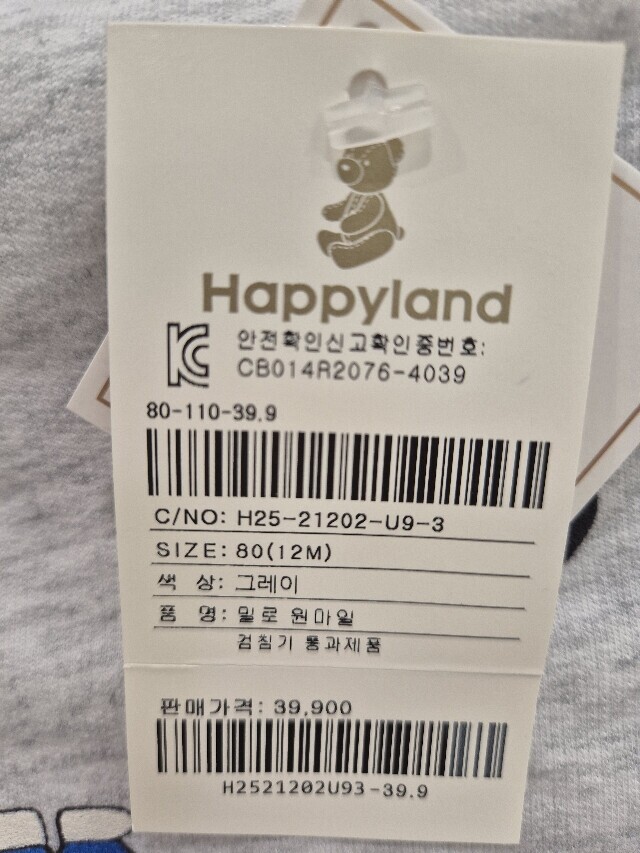 Happyland
안전확인신고확인증번호:
CB014R2076-4039
80-110-39.9
C/NO: H25-21202-U9-3
SIZE: 80(12M)
색 상: 그레이
품 명: 밀로 원마일
검침기 통과제품
판매가격: 39,900
H2521202U93-39.9